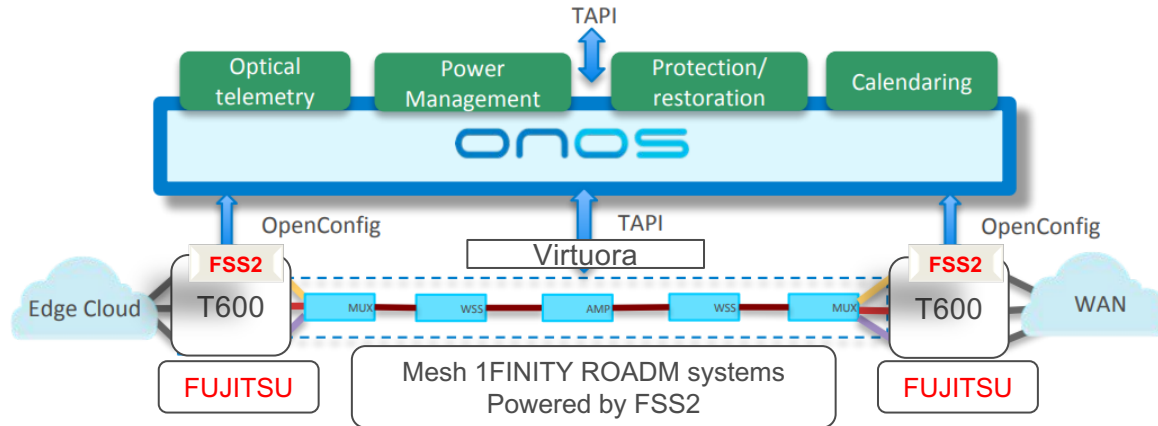 TAPI
Optical
telemetry
Power
Management
Protection/
restoration
Calendaring
onos
OpenConfig
TAPI
OpenConfig
Virtuora
FSS2
FSS2
Edge Cloud
T600
MUX
WSS
AMP
WSS
MUX
T600
WAN
FUJITSU
Mesh 1FINITY ROADM systems
Powered by FSS2
FUJITSU